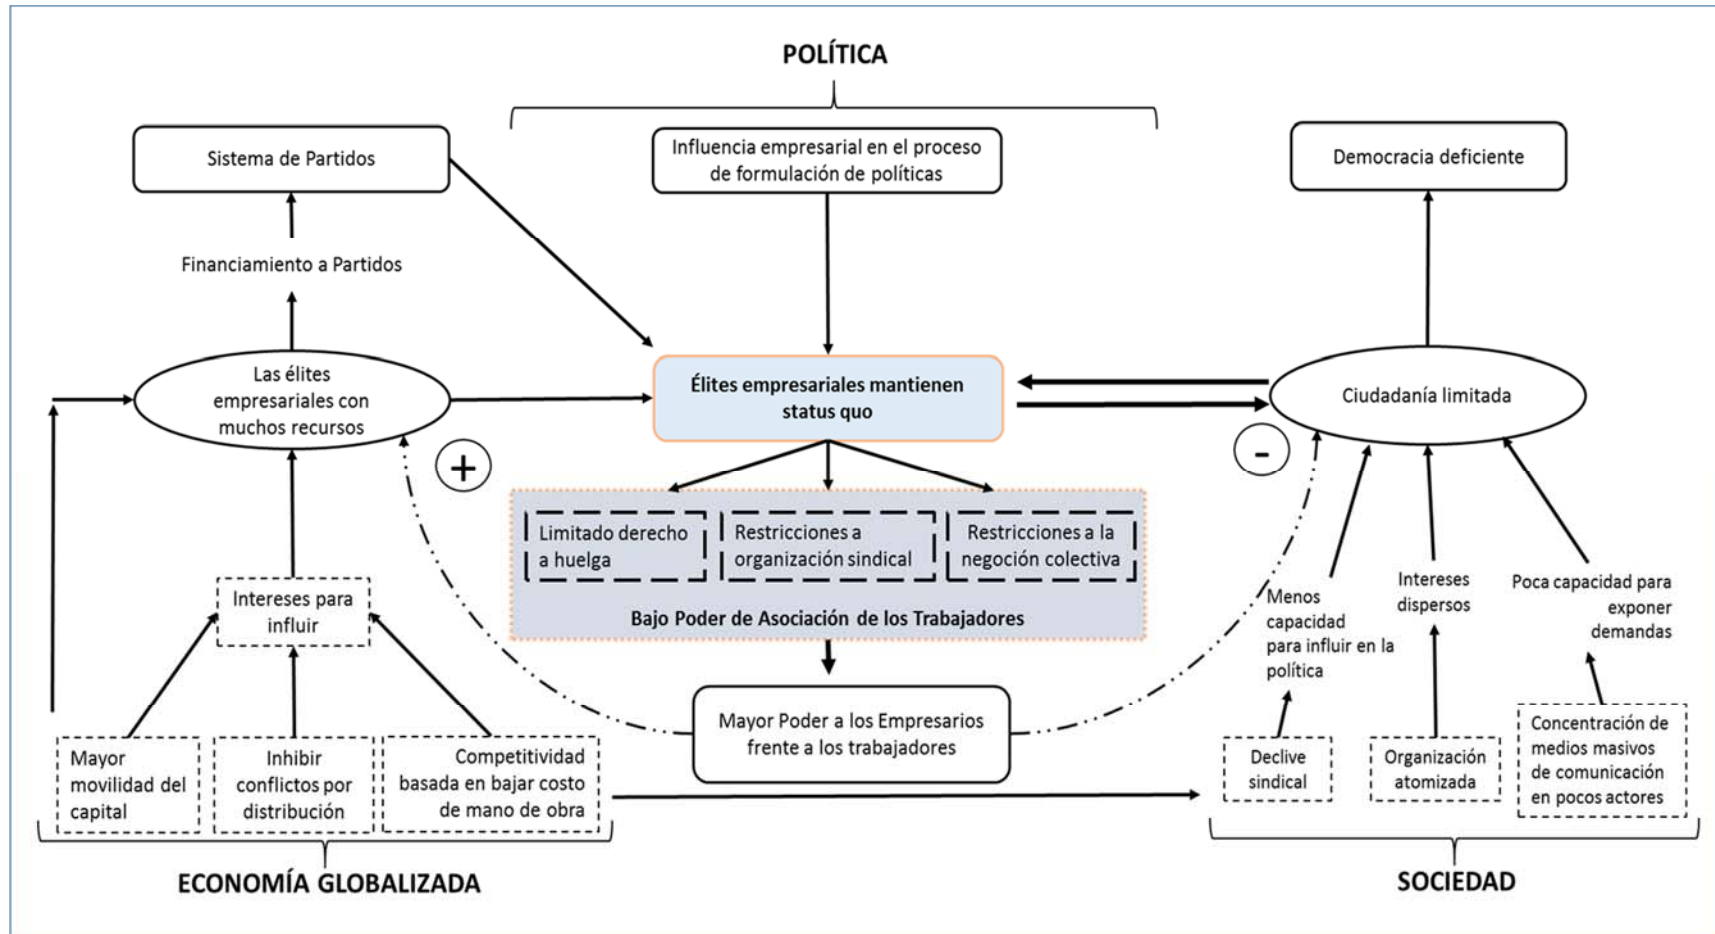 POLÍTICA
Sistema de Partidos
Influencia empresarial en el proceso
de formulación de políticas
Democracia deficiente
Financiamiento a Partidos
Las élites
empresariales con
muchos recursos
Élites empresariales mantienen
status quo
Ciudadanía limitada
+
-
Limitado derecho
a huelga
Restricciones a
organización sindical
Restricciones a la
negoción colectiva
Bajo Poder de Asociación de los Trabajadores
Intereses para
influir
Menos
capacidad
para influir en la
política
Intereses
dispersos
Poca capacidad para
exponer
demandas
Mayor Poder a los Empresarios
frente a los trabajadores
Mayor
movilidad del
capital
Inhibir
conflictos por
distribución
Competitividad
basada en bajar costo
de mano de obra
Declive
sindical
Organización
atomizada
Concentración de
medios masivos
de comunicación
en pocos actores
ECONOMÍA GLOBALIZADA
SOCIEDAD